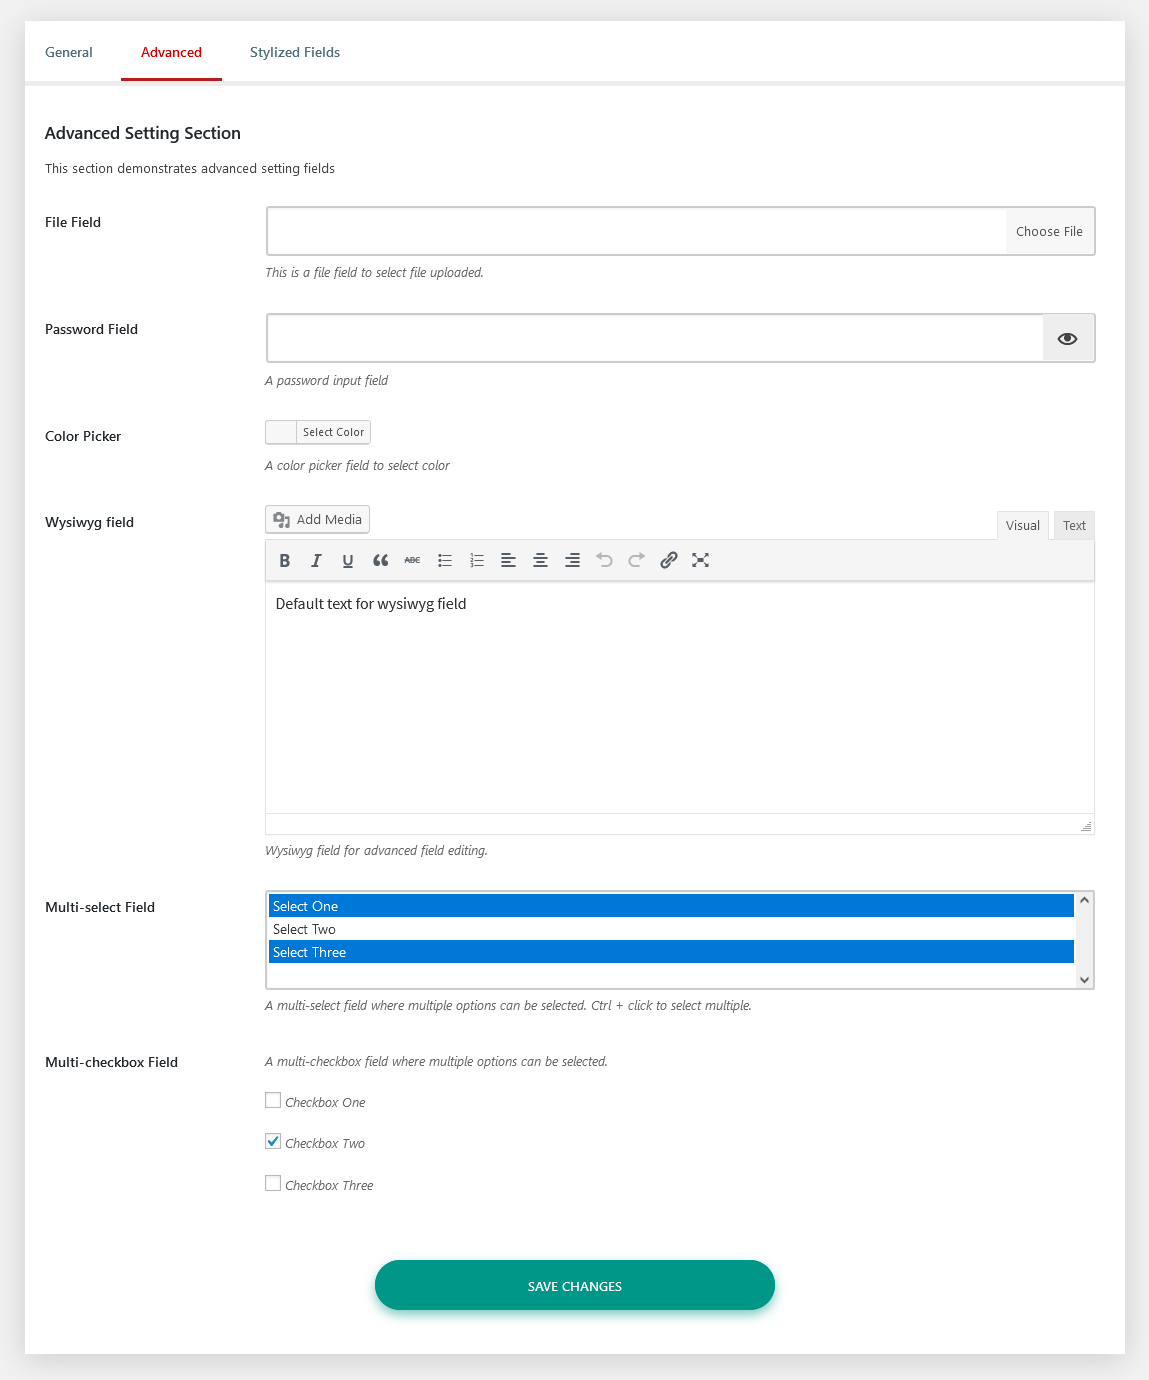 General Advanced Stylized Fields
Advanced Setting Section
This section demonstrates advanced setting fields
File Field
Choose File
This is a file field to select file uploaded.
Password Field
A password input field
Color Picker
Select Color
A color picker field to select color
Wysiwyg field
Add Media
Visual Text
B I U ABC
Default text for wysiwyg field
Wysiwyg field for advanced field editing.
Multi-select Field
Select One
Select Two
Select Three
A multi-select field where multiple options can be selected. Ctrl + click to select multiple.
Multi-checkbox Field
A multi-checkbox field where multiple options can be selected.
Checkbox One
Checkbox Two
Checkbox Three
SAVE CHANGES